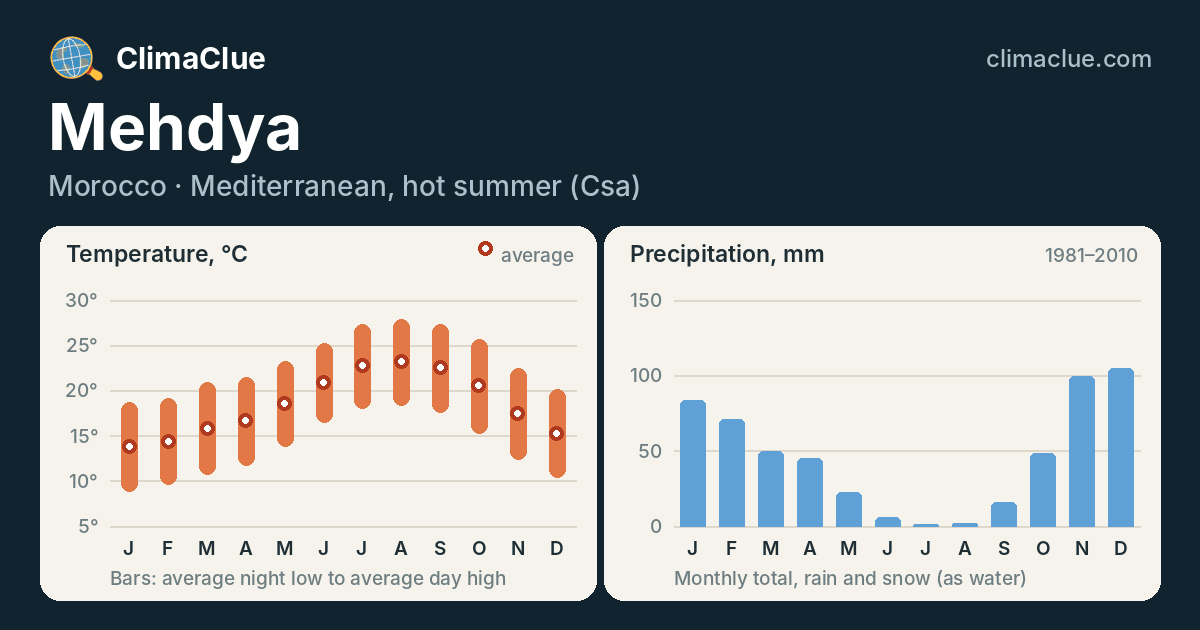 ClimaClue
climaclue.com
Mehdya
Morocco · Mediterranean, hot summer (Csa)
Temperature, °C
average
30°
25°
20°
15°
10°
5°
J F M A M J J A S O N D
Bars: average night low to average day high
Precipitation, mm
1981–2010
150
100
50
0
J F M A M J J A S O N D
Monthly total, rain and snow (as water)